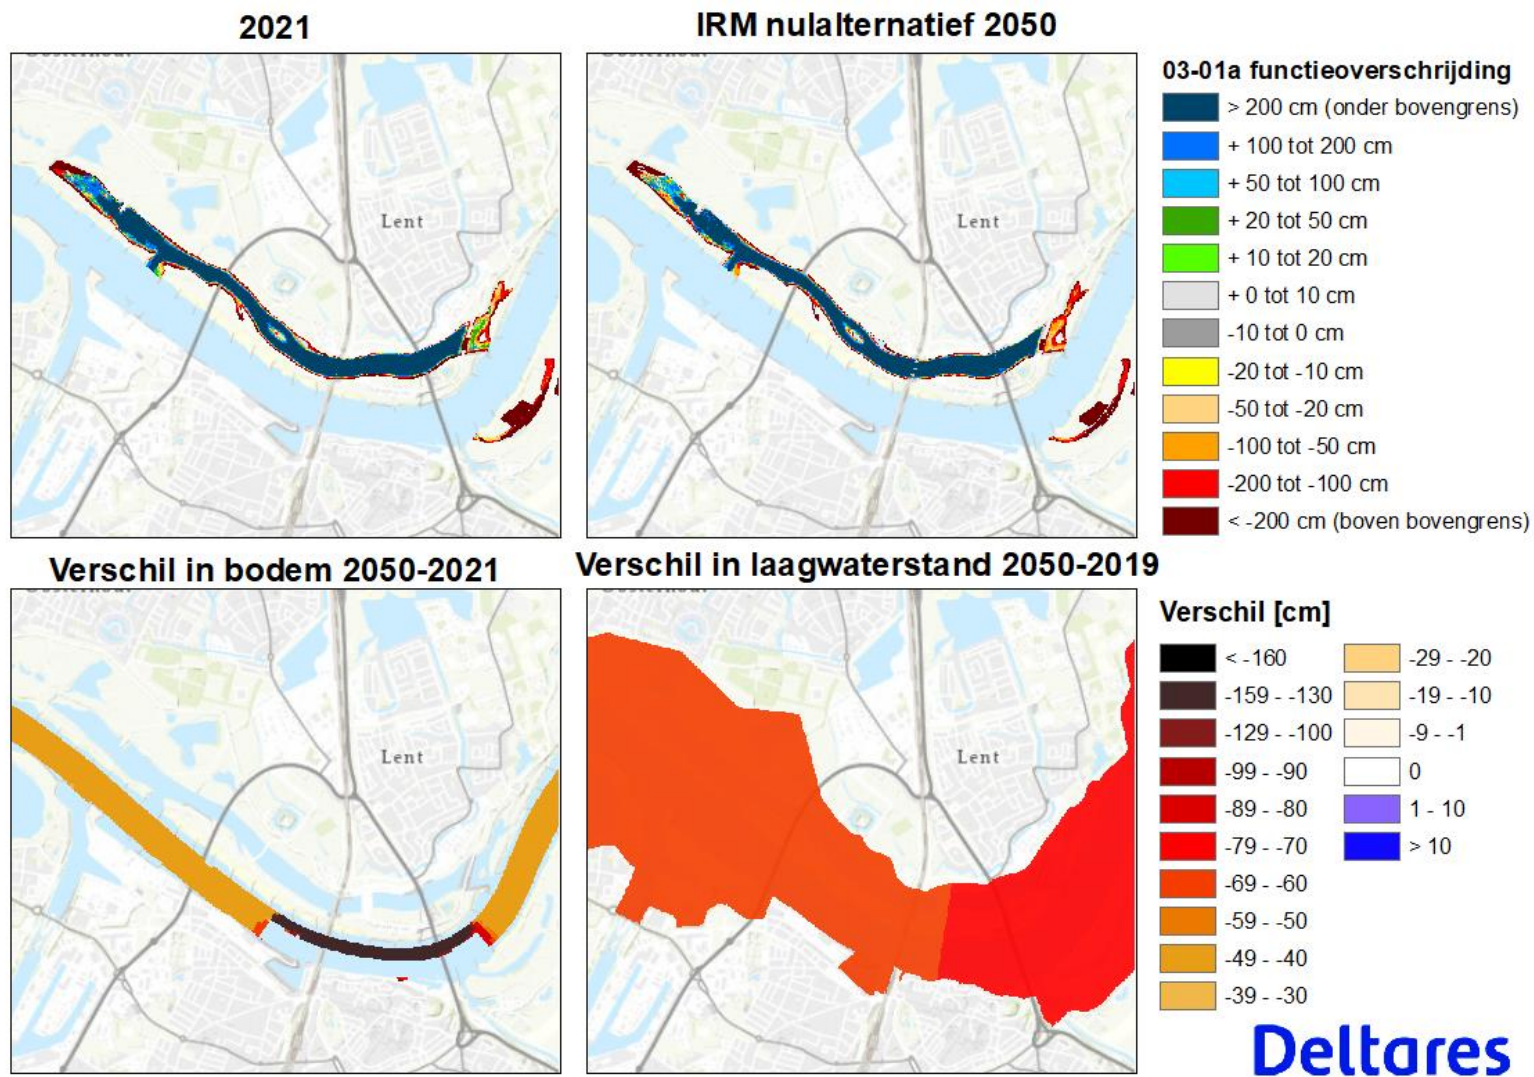 2021
IRM nulalternatief 2050
Lent
Lent
03-01a functieoverschrijding
> 200 cm (onder bovengrens)
+ 100 tot 200 cm
+ 50 tot 100 cm
+ 20 tot 50 cm
+ 10 tot 20 cm
+ 0 tot 10 cm
-10 tot 0 cm
-20 tot -10 cm
-50 tot -20 cm
-100 tot -50 cm
-200 tot -100 cm
< -200 cm (boven bovengrens)
Verschil in bodem 2050-2021
Verschil in laagwaterstand 2050-2019
Lent
Lent
Verschil [cm]
< -160
-159 - -130
-129 - -100
-99 - -90
-89 - -80
-79 - -70
-69 - -60
-59 - -50
-49 - -40
-39 - -30
-29 - -20
-19 - -10
-9 - -1
0
1 - 10
> 10
Deltares